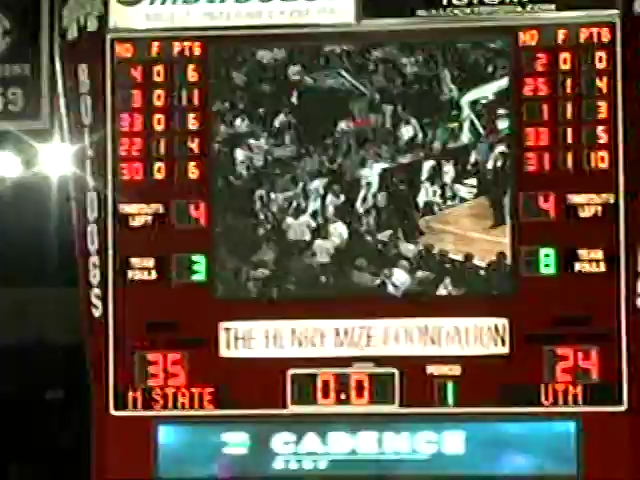 NO F PTS
4 0 6
3 0 11
33 0 6
22 1 4
30 0 6
TIMEOUTS LEFT 4
TEAM FOULS 3
NO F PTS
2 0 0
25 1 4
1 1 3
33 1 5
31 1 10
4 TIMEOUTS LEFT
8 TEAM FOULS
BULLDOGS
THE HENRY MIZE FOUNDATION
35
M STATE
0.0
PERIOD
1
24
UTM
CADENCE
BANK